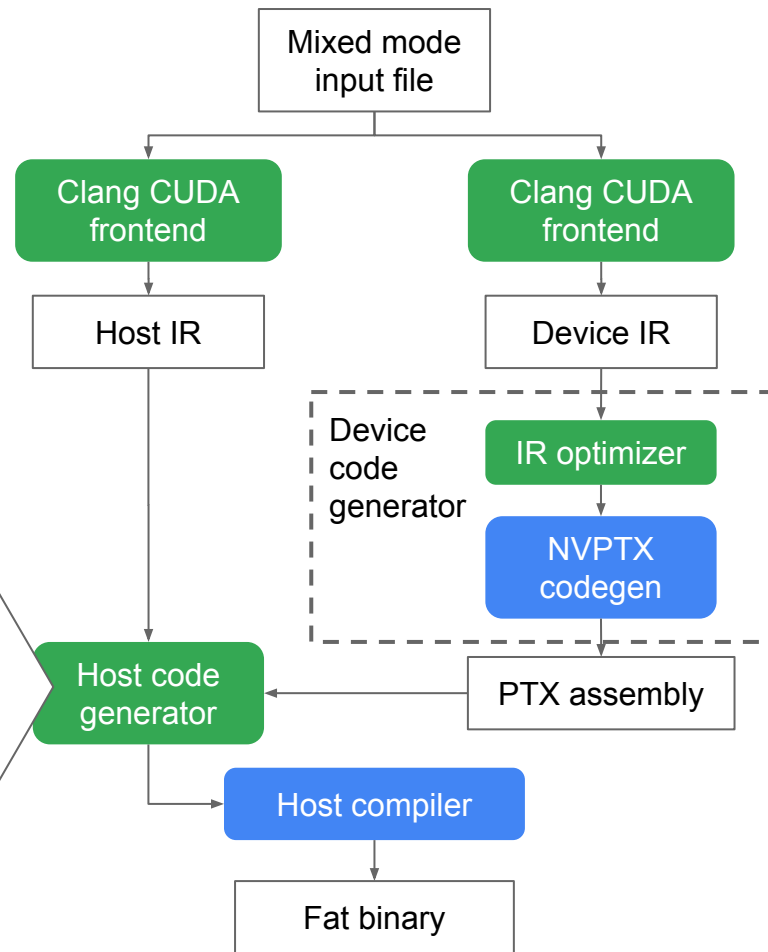 Mixed mode
input file
Clang CUDA
frontend
Clang CUDA
frontend
Host IR
Device IR
Device
code
generator
IR optimizer
NVPTX
codegen
Host code
generator
PTX assembly
Host compiler
Fat binary